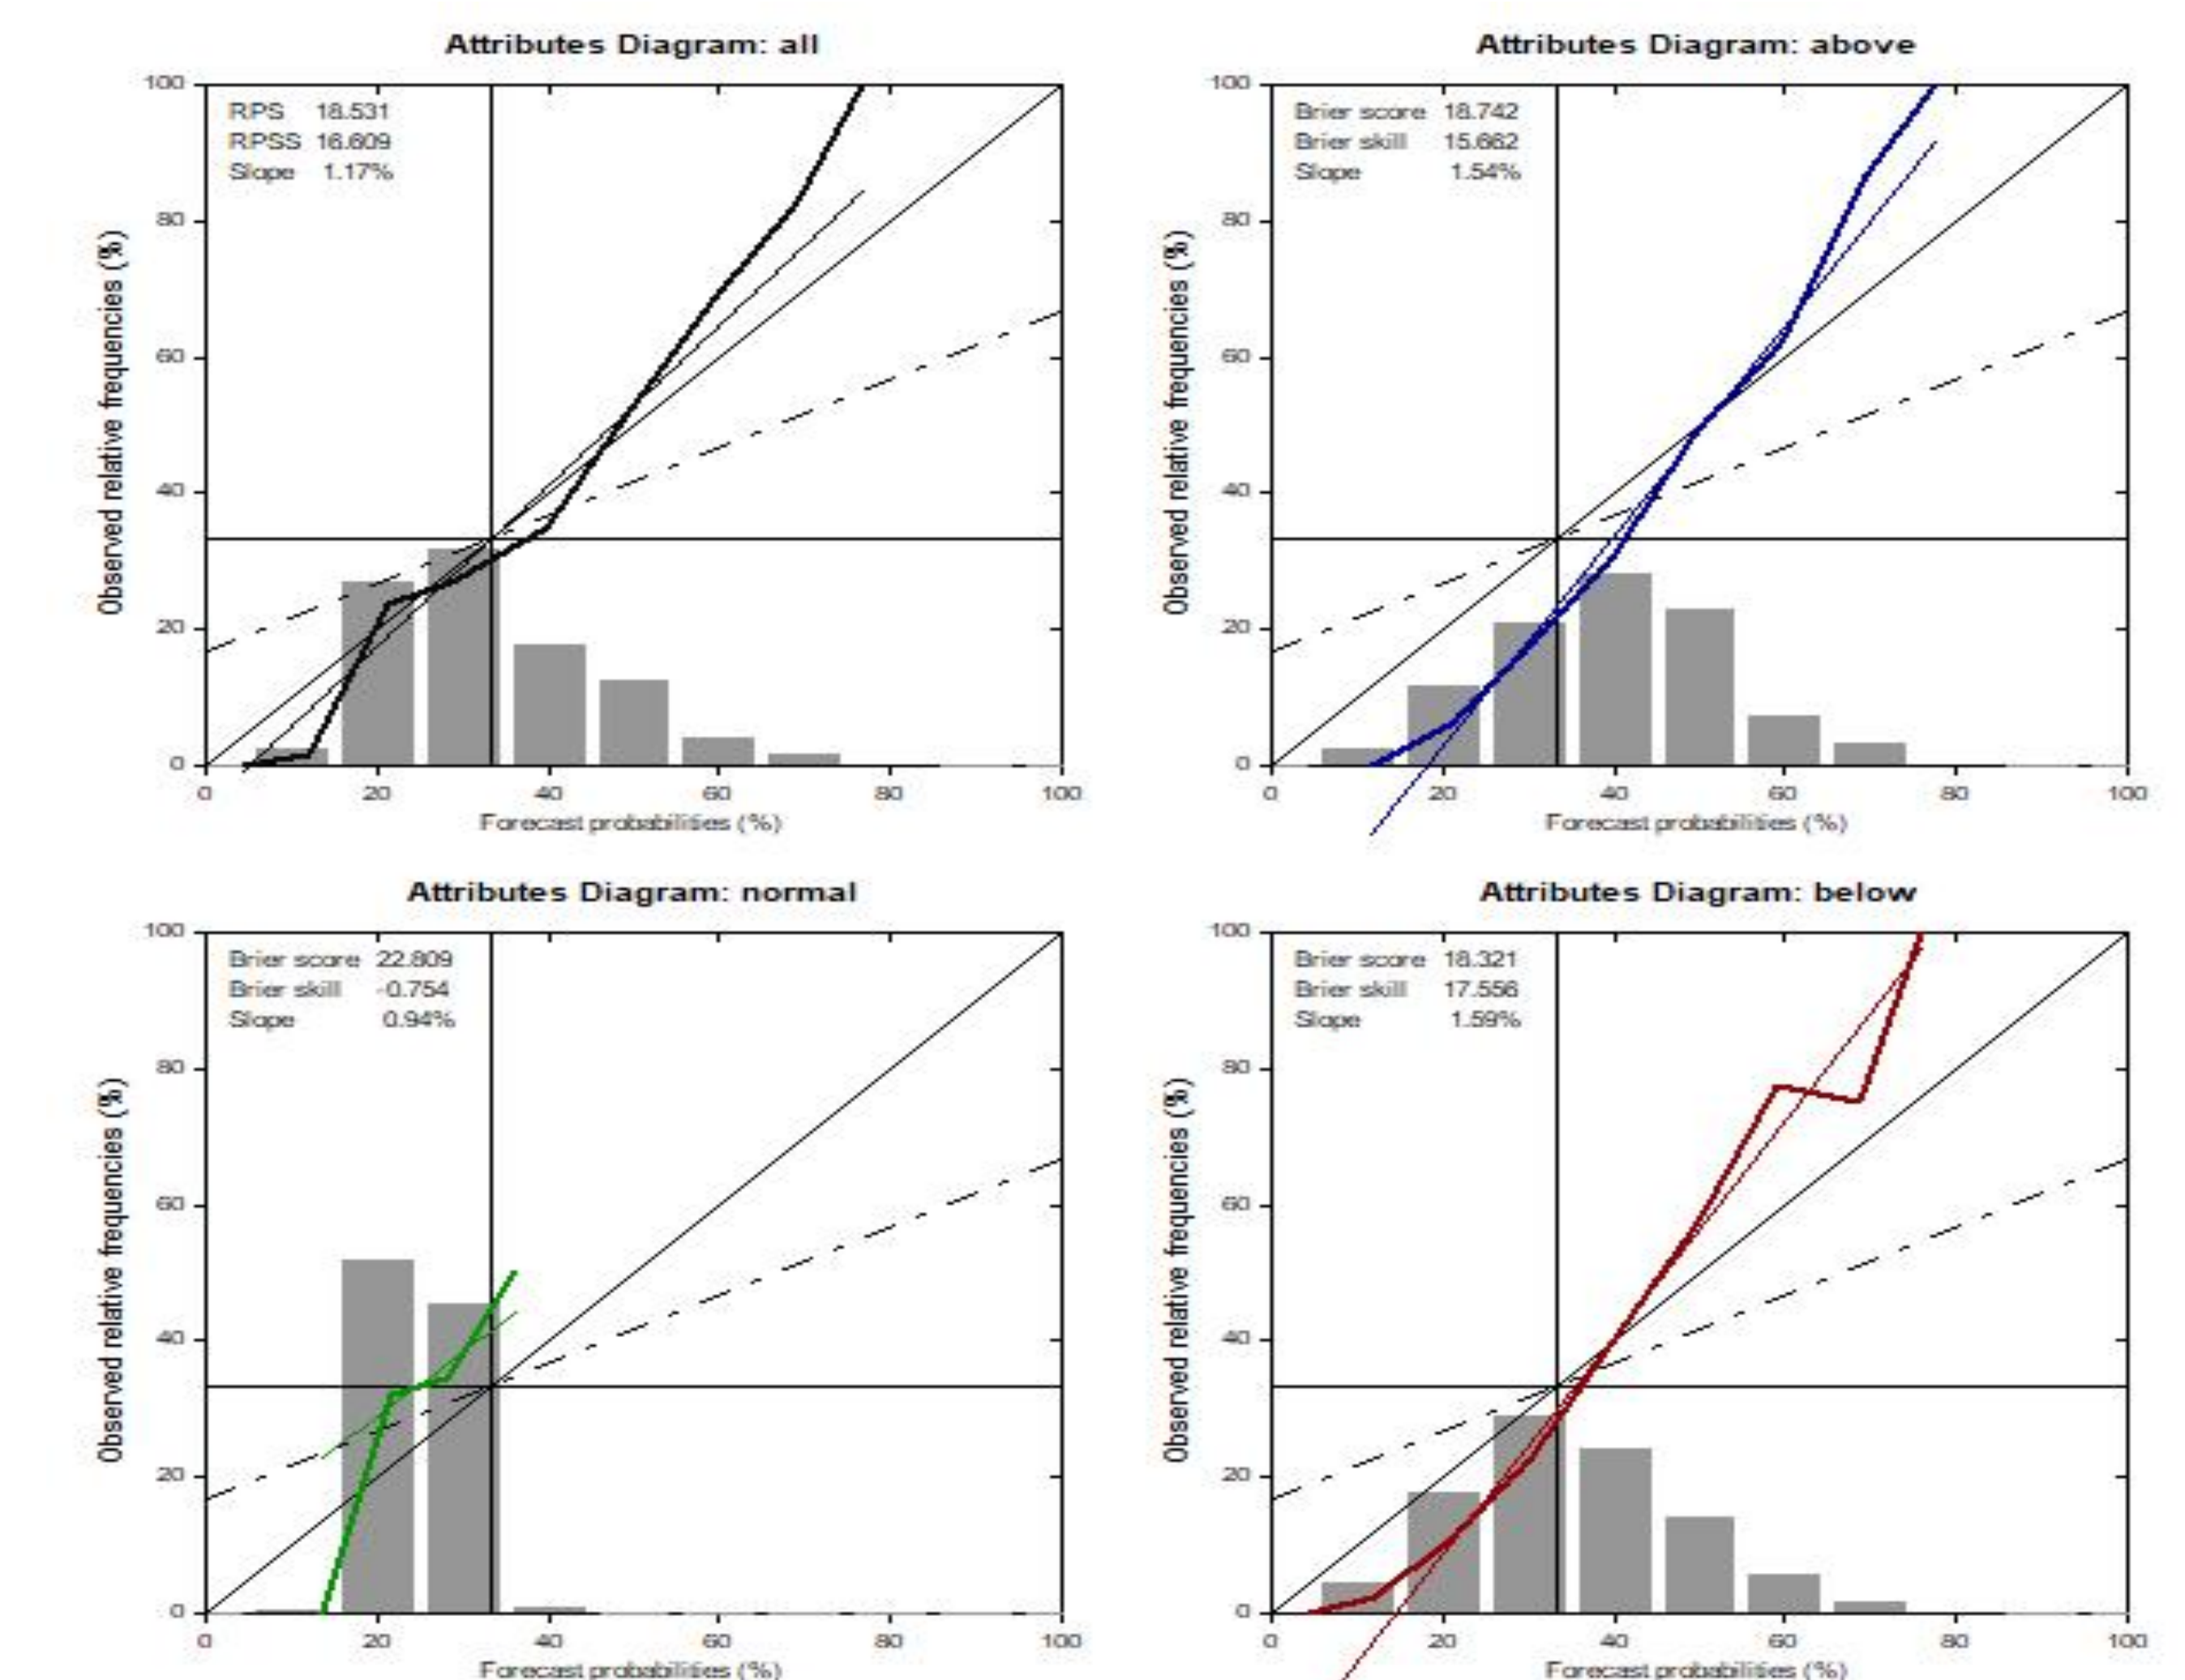 Attributes Diagram: all
RPS 18.531
RPSS 16.609
Slope 1.17%
100
80
60
40
20
0
Observed relative frequencies (%)
0 20 40 60 80 100
Forecast probabilities (%)
Attributes Diagram: above
Brier score 18.742
Brier skill 15.662
Slope 1.54%
100
80
60
40
20
0
Observed relative frequencies (%)
0 20 40 60 80 100
Forecast probabilities (%)
Attributes Diagram: normal
Brier score 22.809
Brier skill -0.754
Slope 0.94%
100
80
60
40
20
0
Observed relative frequencies (%)
0 20 40 60 80 100
Forecast probabilities (%)
Attributes Diagram: below
Brier score 18.321
Brier skill 17.556
Slope 1.59%
100
80
60
40
20
0
Observed relative frequencies (%)
0 20 40 60 80 100
Forecast probabilities (%)